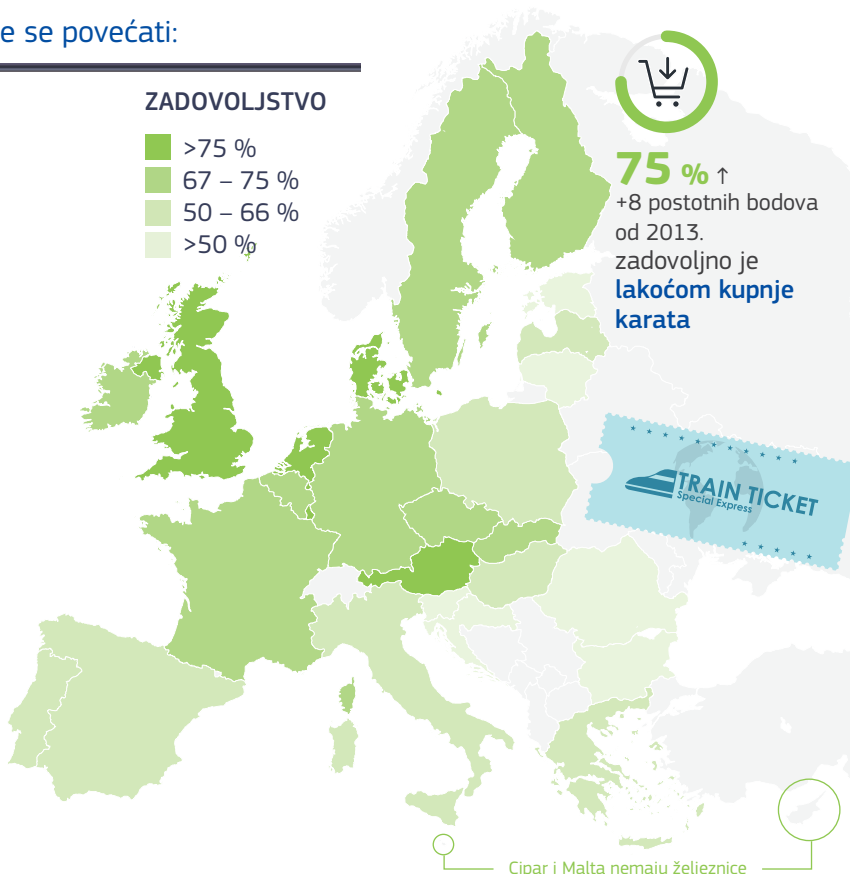 e se povećati:
ZADOVOLJSTVO
>75 %
67 – 75 %
50 – 66 %
>50 %
75 % ↑
+8 postotnih bodova
od 2013.
zadovoljno je
lakoćom kupnje
karata
TRAIN TICKET
Special Express
Cipar i Malta nemaju željeznice